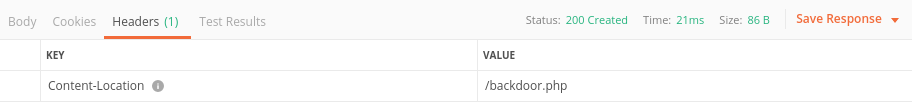 Body Cookies Headers (1) Test Results Status: 200 Created Time: 21ms Size: 86 B Save Response
KEY VALUE
Content-Location /backdoor.php